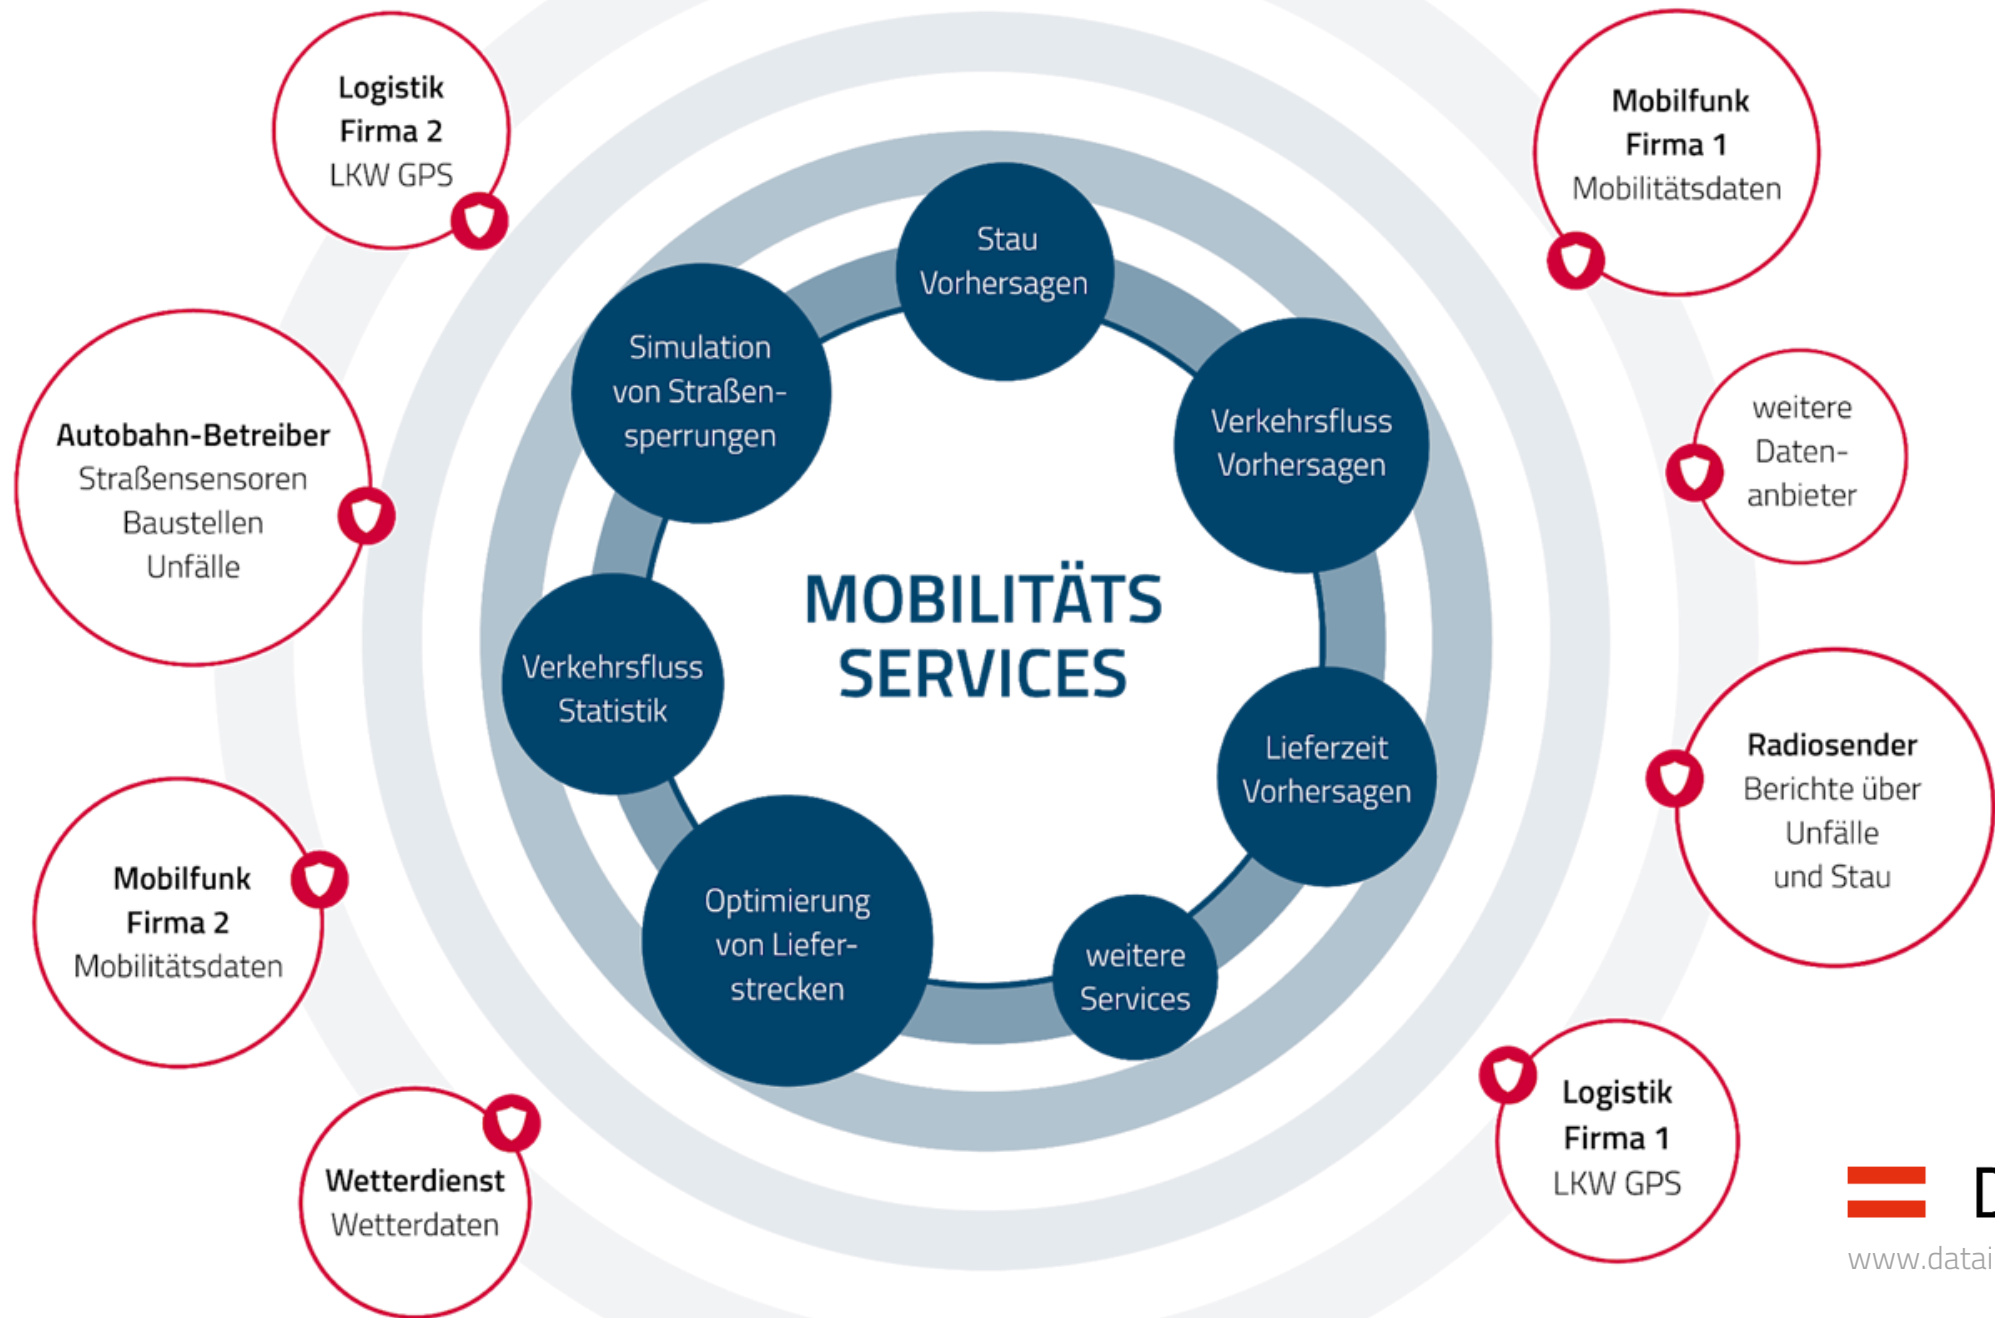 Logistik
Firma 2
LKW GPS
Mobilfunk
Firma 1
Mobilitätsdaten
Stau
Vorhersagen
Simulation
von Straßen-
sperrungen
Verkehrsfluss
Vorhersagen
weitere
Daten-
anbieter
Autobahn-Betreiber
Straßensensoren
Baustellen
Unfälle
MOBILITÄTS
SERVICES
Verkehrsfluss
Statistik
Lieferzeit
Vorhersagen
Radiosender
Berichte über
Unfälle
und Stau
Mobilfunk
Firma 2
Mobilitätsdaten
Optimierung
von Liefer-
strecken
weitere
Services
Logistik
Firma 1
LKW GPS
Wetterdienst
Wetterdaten
D
www.datai